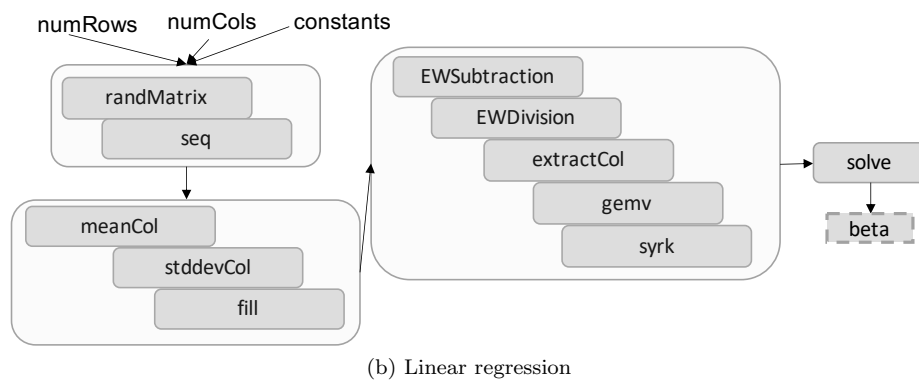 numRows numCols constants
randMatrix
seq
meanCol
stddevCol
fill
EWSubtraction
EWDivision
extractCol
gemv
syrk
solve
beta
(b) Linear regression